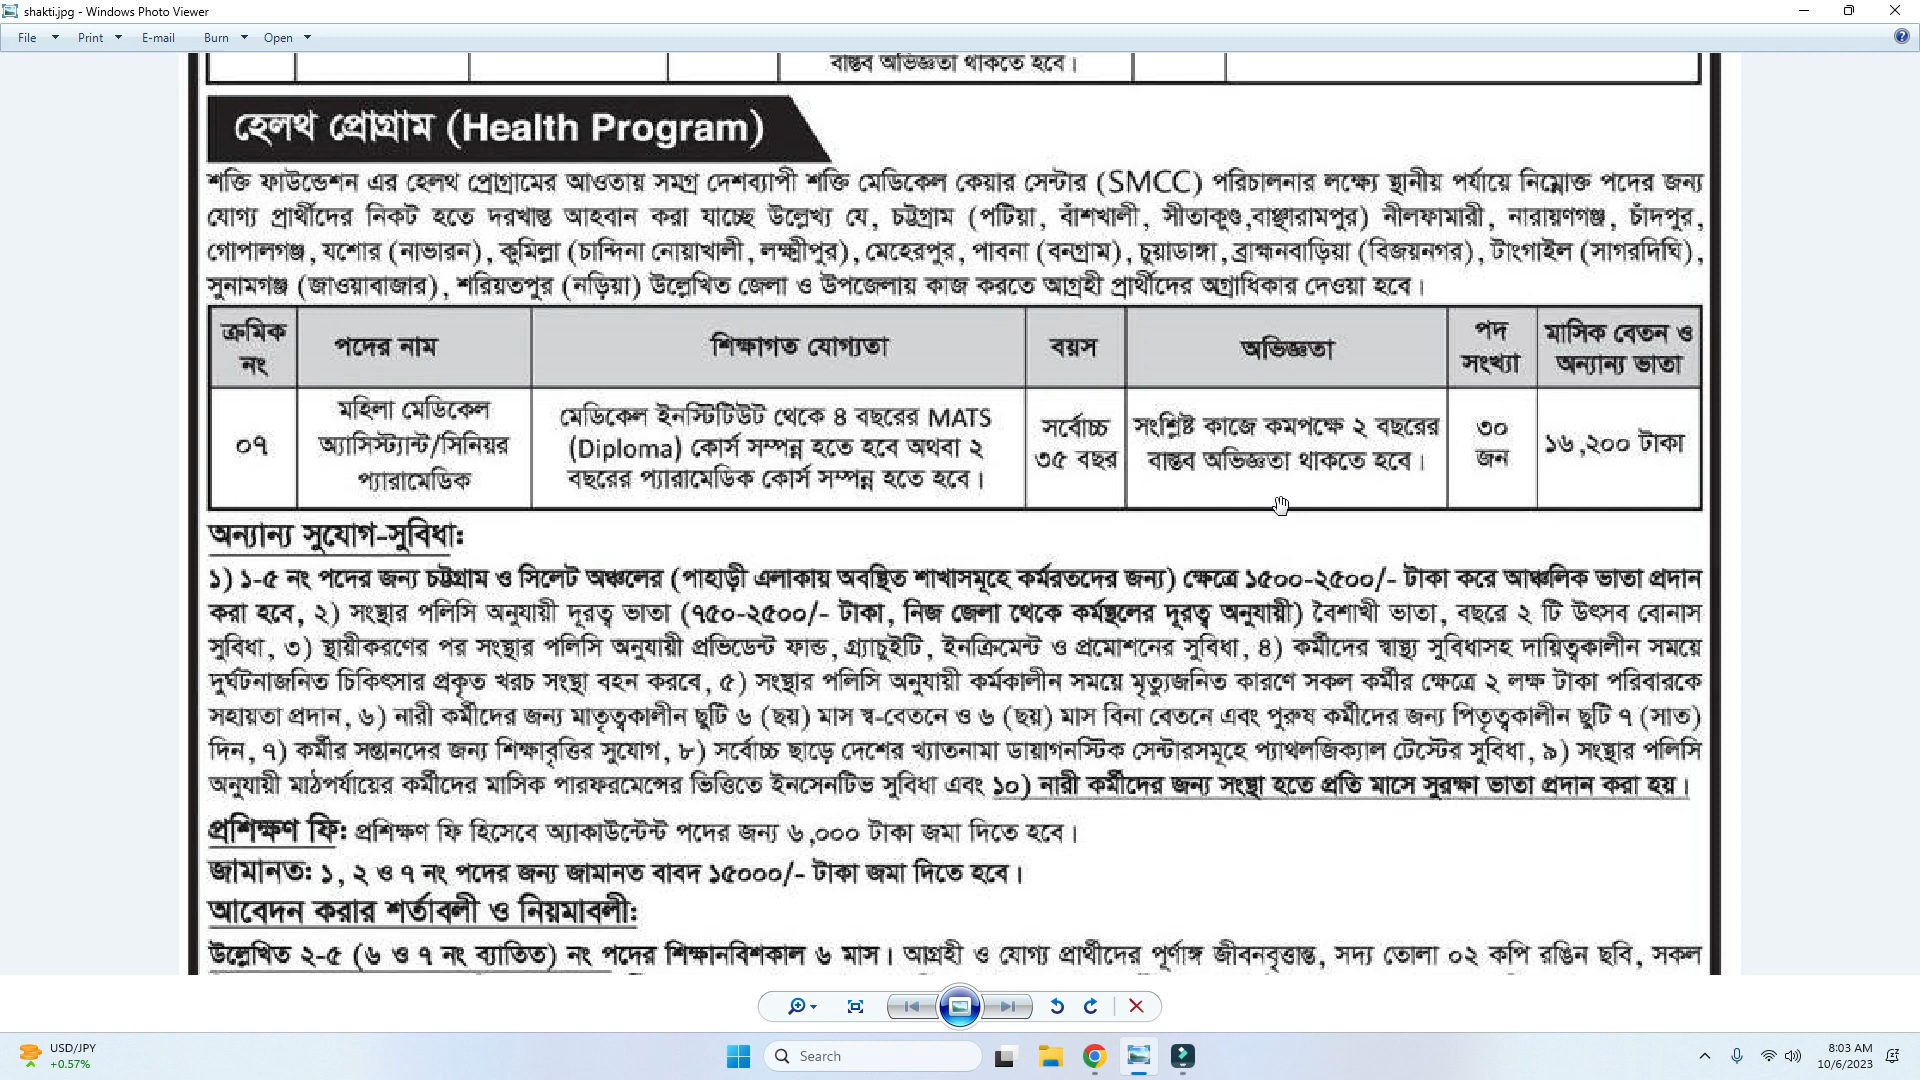 shakti.jpg - Windows Photo Viewer
File Print E-mail Burn Open
বাস্তব অভিজ্ঞতা থাকতে হবে।
হেলথ প্রোগ্রাম (Health Program)
শক্তি ফাউন্ডেশন এর হেলথ প্রোগ্রামের আওতায় সমগ্র দেশব্যাপী শক্তি মেডিকেল কেয়ার সেন্টার (SMCC) পরিচালনার লক্ষ্যে স্থানীয় পর্যায়ে নিম্নোক্ত পদের জন্য
যোগ্য প্রার্থীদের নিকট হতে দরখাস্ত আহবান করা যাচ্ছে উল্লেখ্য যে, চট্টগ্রাম (পটিয়া, বাঁশখালী, সীতাকুণ্ড,বাঞ্ছারামপুর) নীলফামারী, নারায়ণগঞ্জ, চাঁদপুর,
গোপালগঞ্জ,যশোর (নাভারন), কুমিল্লা (চান্দিনা নোয়াখালী,লক্ষ্মীপুর), মেহেরপুর, পাবনা (বনগ্রাম), চুয়াডাঙ্গা,ব্রাহ্মনবাড়িয়া (বিজয়নগর), টাংগাইল (সাগরদিঘি),
সুনামগঞ্জ (জাওয়াবাজার), শরিয়তপুর (নড়িয়া) উল্লেখিত জেলা ও উপজেলায় কাজ করতে আগ্রহী প্রার্থীদের অগ্রাধিকার দেওয়া হবে।
ক্রমিক নং
পদের নাম
শিক্ষাগত যোগ্যতা
বয়স
অভিজ্ঞতা
পদ সংখ্যা
মাসিক বেতন ও অন্যান্য ভাতা
০৭
মহিলা মেডিকেল
অ্যাসিস্ট্যান্ট/সিনিয়র
প্যারামেডিক
মেডিকেল ইনস্টিটিউট থেকে ৪ বছরের MATS
(Diploma) কোর্স সম্পন্ন হতে হবে অথবা ২
বছরের প্যারামেডিক কোর্স সম্পন্ন হতে হবে।
সর্বোচ্চ
৩৫ বছর
সংশ্লিষ্ট কাজে কমপক্ষে ২ বছরের
বাস্তব অভিজ্ঞতা থাকতে হবে।
৩০
জন
১৬,২০০ টাকা
অন্যান্য সুযোগ-সুবিধা:
১) ১-৫ নং পদের জন্য চট্টগ্রাম ও সিলেট অঞ্চলের (পাহাড়ী এলাকায় অবস্থিত শাখাসমূহে কর্মরতদের জন্য) ক্ষেত্রে ১৫০০-২৫০০/- টাকা করে আঞ্চলিক ভাতা প্রদান
করা হবে, ২) সংস্থার পলিসি অনুযায়ী দূরত্ব ভাতা (৭৫০-২৫০০/- টাকা, নিজ জেলা থেকে কর্মস্থলের দূরত্ব অনুযায়ী) বৈশাখী ভাতা, বছরে ২ টি উৎসব বোনাস
সুবিধা, ৩) স্থায়ীকরণের পর সংস্থার পলিসি অনুযায়ী প্রভিডেন্ট ফান্ড, গ্র্যাচুইটি, ইনক্রিমেন্ট ও প্রমোশনের সুবিধা, ৪) কর্মীদের স্বাস্থ্য সুবিধাসহ দায়িত্বকালীন সময়ে
দুর্ঘটনাজনিত চিকিৎসার প্রকৃত খরচ সংস্থা বহন করবে, ৫) সংস্থার পলিসি অনুযায়ী কর্মকালীন সময়ে মৃত্যুজনিত কারণে সকল কর্মীর ক্ষেত্রে ২ লক্ষ টাকা পরিবারকে
সহায়তা প্রদান, ৬) নারী কর্মীদের জন্য মাতৃত্বকালীন ছুটি ৬ (ছয়) মাস স্ব-বেতনে ও ৬ (ছয়) মাস বিনা বেতনে এবং পুরুষ কর্মীদের জন্য পিতৃত্বকালীন ছুটি ৭ (সাত)
দিন, ৭) কর্মীর সন্তানদের জন্য শিক্ষাবৃত্তির সুযোগ, ৮) সর্বোচ্চ ছাড়ে দেশের খ্যাতনামা ডায়াগনস্টিক সেন্টারসমূহে প্যাথলজিক্যাল টেস্টের সুবিধা, ৯) সংস্থার পলিসি
অনুযায়ী মাঠপর্যায়ের কর্মীদের মাসিক পারফরমেন্সের ভিত্তিতে ইনসেনটিভ সুবিধা এবং ১০) নারী কর্মীদের জন্য সংস্থা হতে প্রতি মাসে সুরক্ষা ভাতা প্রদান করা হয়।
প্রশিক্ষণ ফি: প্রশিক্ষণ ফি হিসেবে অ্যাকাউন্টেন্ট পদের জন্য ৬,০০০ টাকা জমা দিতে হবে।
জামানত: ১, ২ ও ৭ নং পদের জন্য জামানত বাবদ ১৫০০০/- টাকা জমা দিতে হবে।
আবেদন করার শর্তাবলী ও নিয়মাবলী:
উল্লেখিত ২-৫ (৬ ও ৭ নং ব্যাতিত) নং পদের শিক্ষানবিশকাল ৬ মাস। আগ্রহী ও যোগ্য প্রার্থীদের পূর্ণাঙ্গ জীবনবৃত্তান্ত, সদ্য তোলা ০২ কপি রঙিন ছবি, সকল
USD/JPY
+0.57%
Search
8:03 AM
10/6/2023